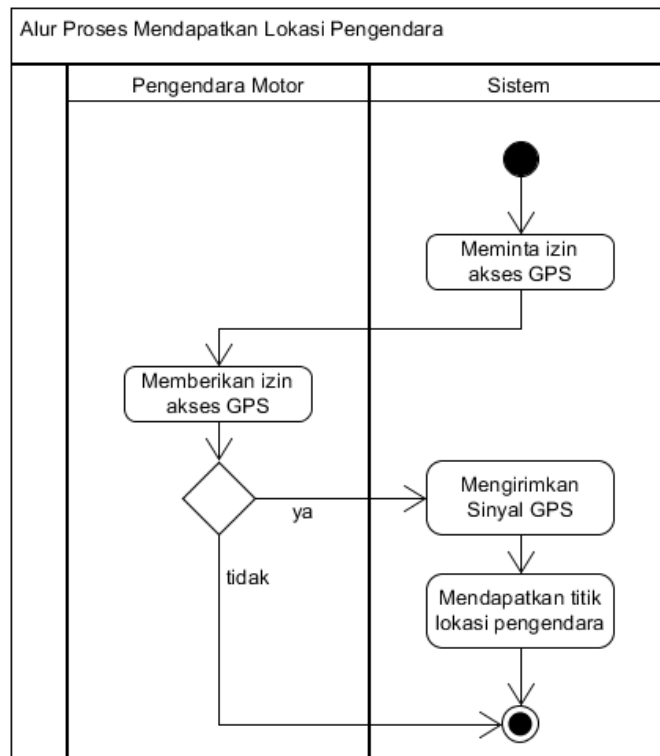 Alur Proses Mendapatkan Lokasi Pengendara
Pengendara Motor
Sistem
Meminta izin
akses GPS
Memberikan izin
akses GPS
ya
tidak
Mengirimkan
Sinyal GPS
Mendapatkan titik
lokasi pengendara